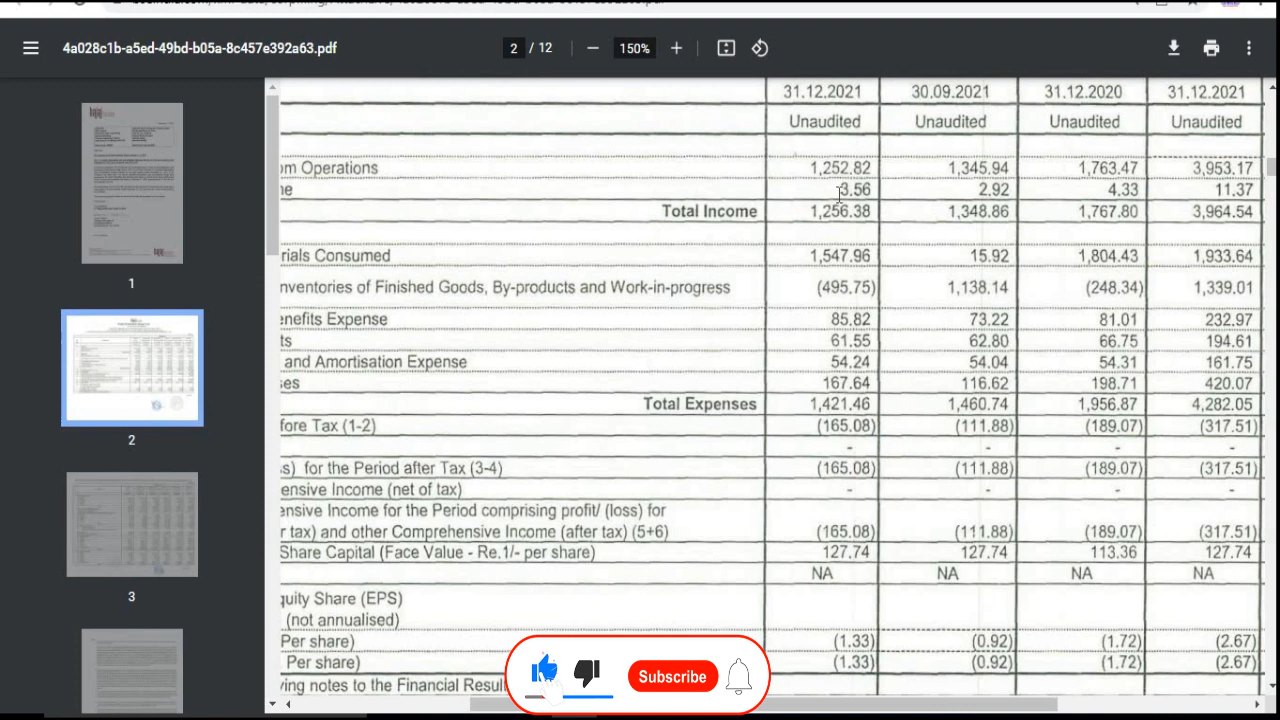 4a028c1b-a5ed-49bd-b05a-8c457e392a63.pdf
2 / 12
150%
31.12.2021 30.09.2021 31.12.2020 31.12.2021
Unaudited Unaudited Unaudited Unaudited
om Operations 1,252.82 1,345.94 1,763.47 3,953.17
ne 3.56 2.92 4.33 11.37
Total Income 1,256.38 1,348.86 1,767.80 3,964.54
rials Consumed 1,547.96 15.92 1,804.43 1,933.64
nventories of Finished Goods, By-products and Work-in-progress (495.75) 1,138.14 (248.34) 1,339.01
enefits Expense 85.82 73.22 81.01 232.97
ts 61.55 62.80 66.75 194.61
and Amortisation Expense 54.24 54.04 54.31 161.75
ses 167.64 116.62 198.71 420.07
Total Expenses 1,421.46 1,460.74 1,956.87 4,282.05
fore Tax (1-2) (165.08) (111.88) (189.07) (317.51)
- - - -
s) for the Period after Tax (3-4) (165.08) (111.88) (189.07) (317.51)
ensive Income (net of tax) - - - -
ensive Income for the Period comprising profit/ (loss) for
r tax) and other Comprehensive Income (after tax) (5+6) (165.08) (111.88) (189.07) (317.51)
Share Capital (Face Value - Re.1/- per share) 127.74 127.74 113.36 127.74
NA NA NA NA
quity Share (EPS)
(not annualised)
Per share) (1.33) (0.92) (1.72) (2.67)
Per share) (1.33) (0.92) (1.72) (2.67)
ving notes to the Financial Resul
1
2
3
Subscribe